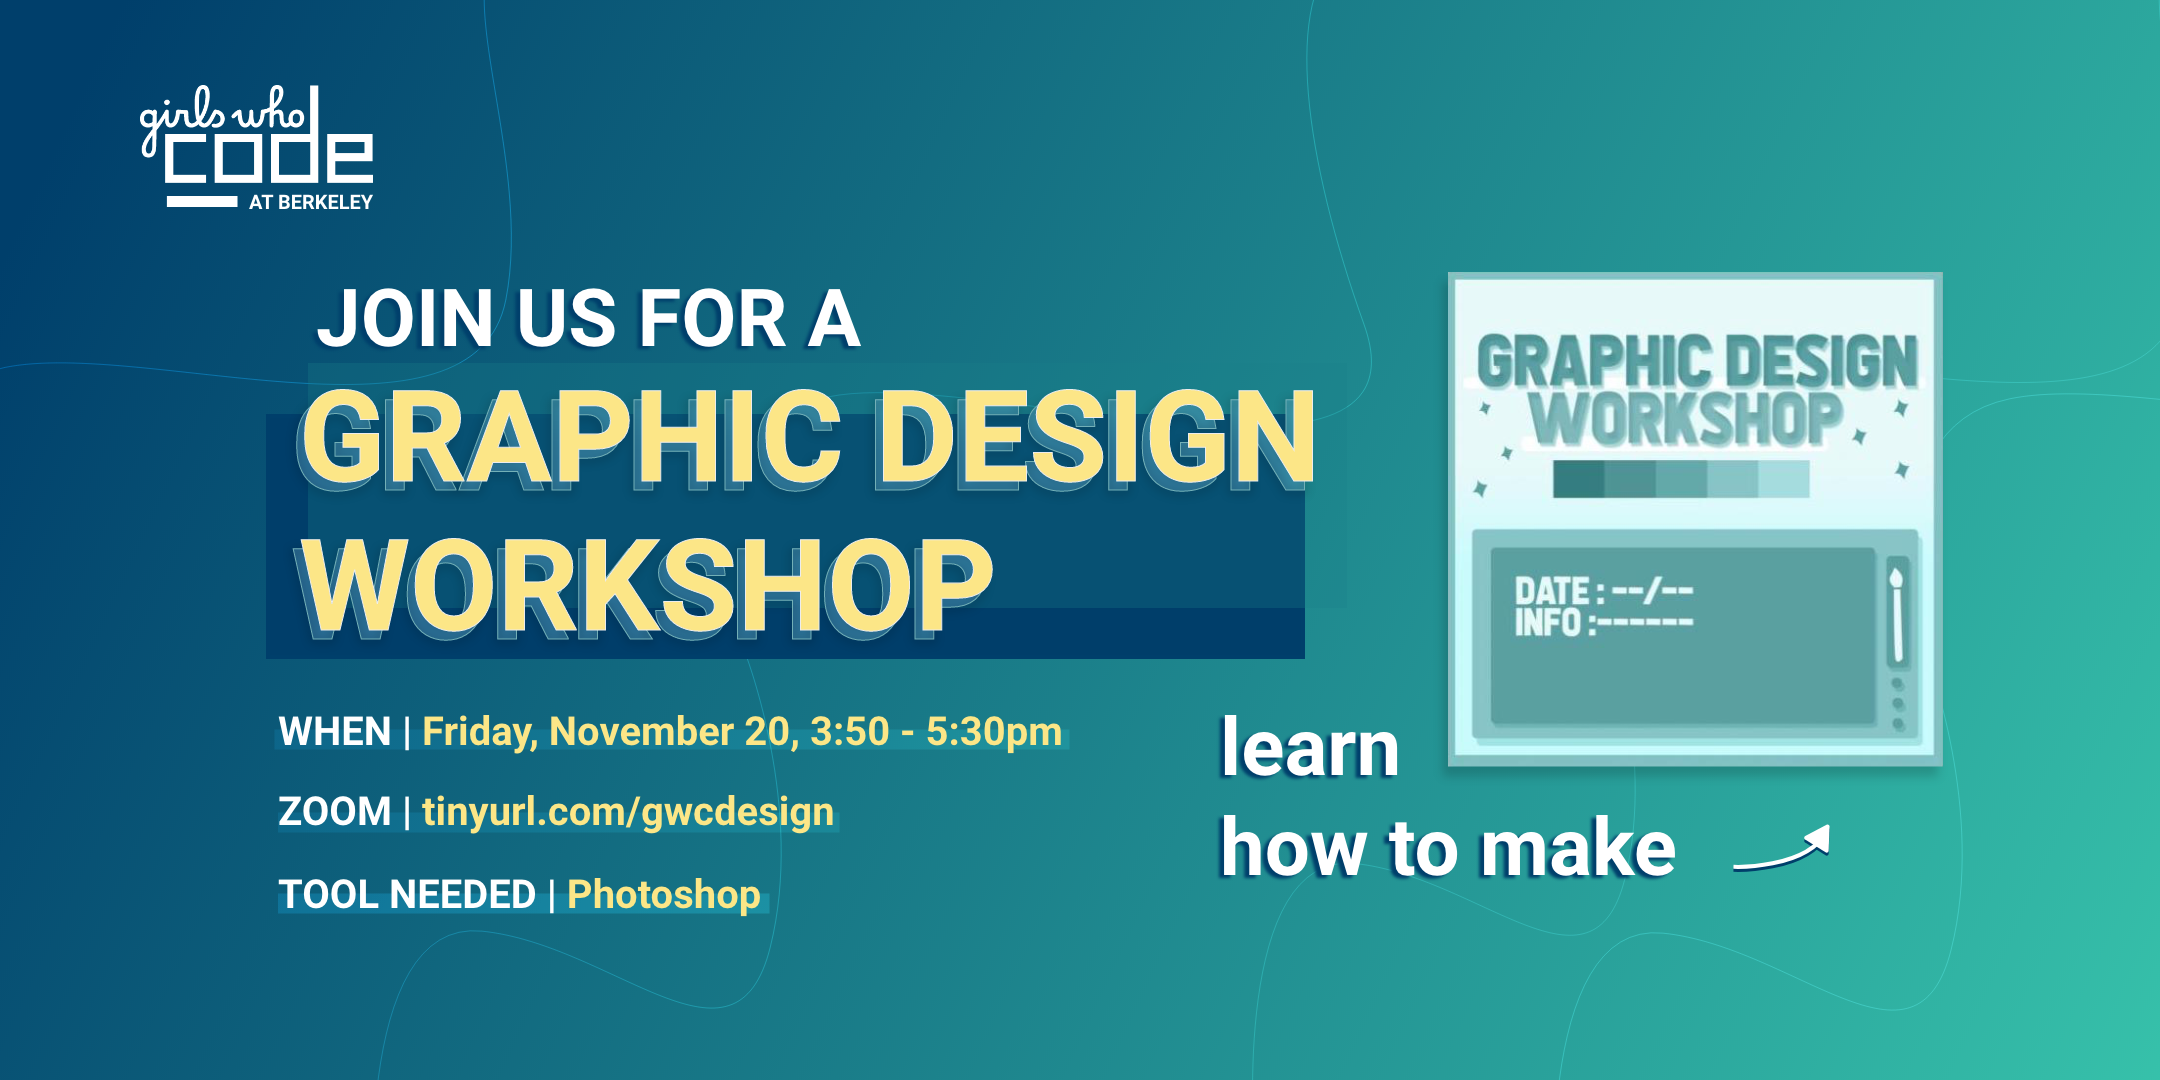 girls who
code
AT BERKELEY
JOIN US FOR A
GRAPHIC DESIGN
WORKSHOP
WHEN | Friday, November 20, 3:50 - 5:30pm
ZOOM | tinyurl.com/gwcdesign
TOOL NEEDED | Photoshop
GRAPHIC DESIGN
WORKSHOP
DATE : --/--
INFO :------
learn
how to make